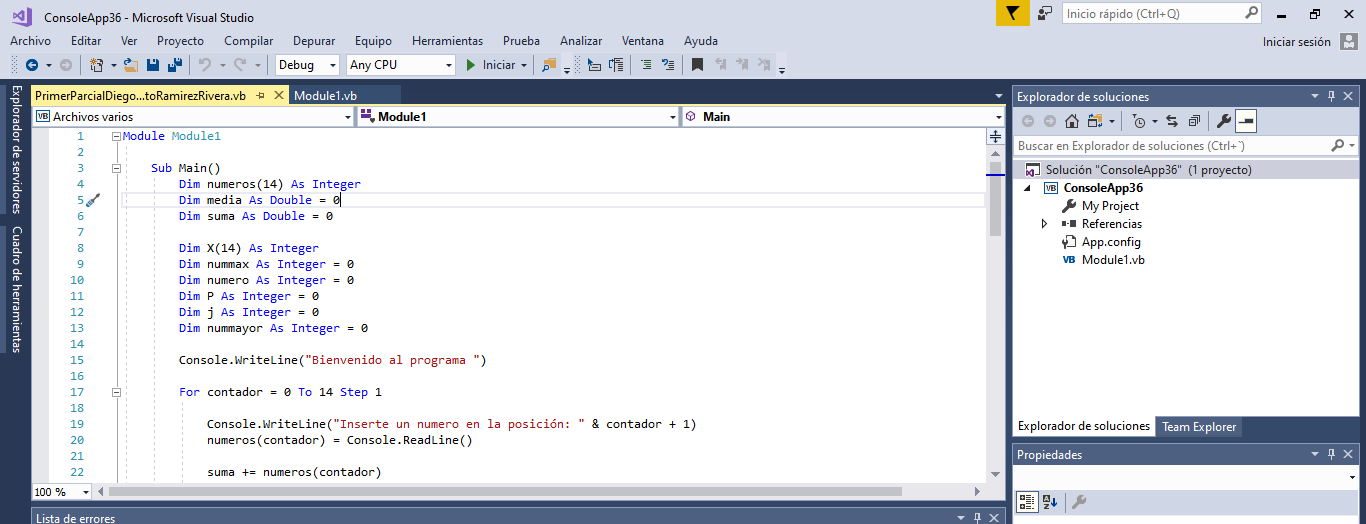 ConsoleApp36 - Microsoft Visual Studio
Inicio rápido (Ctrl+Q)
Archivo Editar Ver Proyecto Compilar Depurar Equipo Herramientas Prueba Analizar Ventana Ayuda
Iniciar sesión
Debug Any CPU Iniciar
Explorador de servidores
Cuadro de herramientas
PrimerParcialDiego...toRamirezRivera.vb Module1.vb
VB Archivos varios Module1 Main
1 Module Module1
2
3 Sub Main()
4 Dim numeros(14) As Integer
5 Dim media As Double = 0
6 Dim suma As Double = 0
7
8 Dim X(14) As Integer
9 Dim nummax As Integer = 0
10 Dim numero As Integer = 0
11 Dim P As Integer = 0
12 Dim j As Integer = 0
13 Dim nummayor As Integer = 0
14
15 Console.WriteLine("Bienvenido al programa ")
16
17 For contador = 0 To 14 Step 1
18
19 Console.WriteLine("Inserte un numero en la posición: " & contador + 1)
20 numeros(contador) = Console.ReadLine()
21
22 suma += numeros(contador)
100 %
Lista de errores
Explorador de soluciones
Buscar en Explorador de soluciones (Ctrl+`)
Solución "ConsoleApp36" (1 proyecto)
VB ConsoleApp36
My Project
Referencias
App.config
VB Module1.vb
Explorador de soluciones Team Explorer
Propiedades